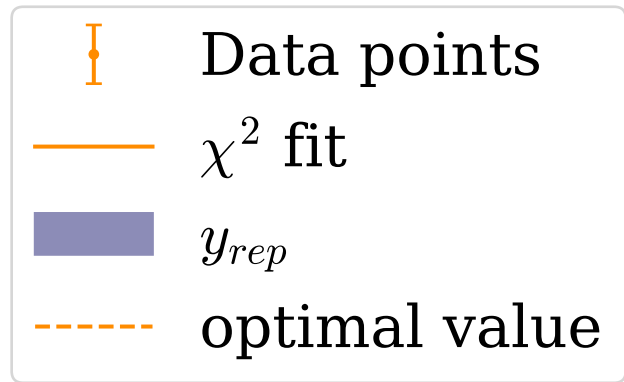 Data points
χ² fit
y_rep
optimal value